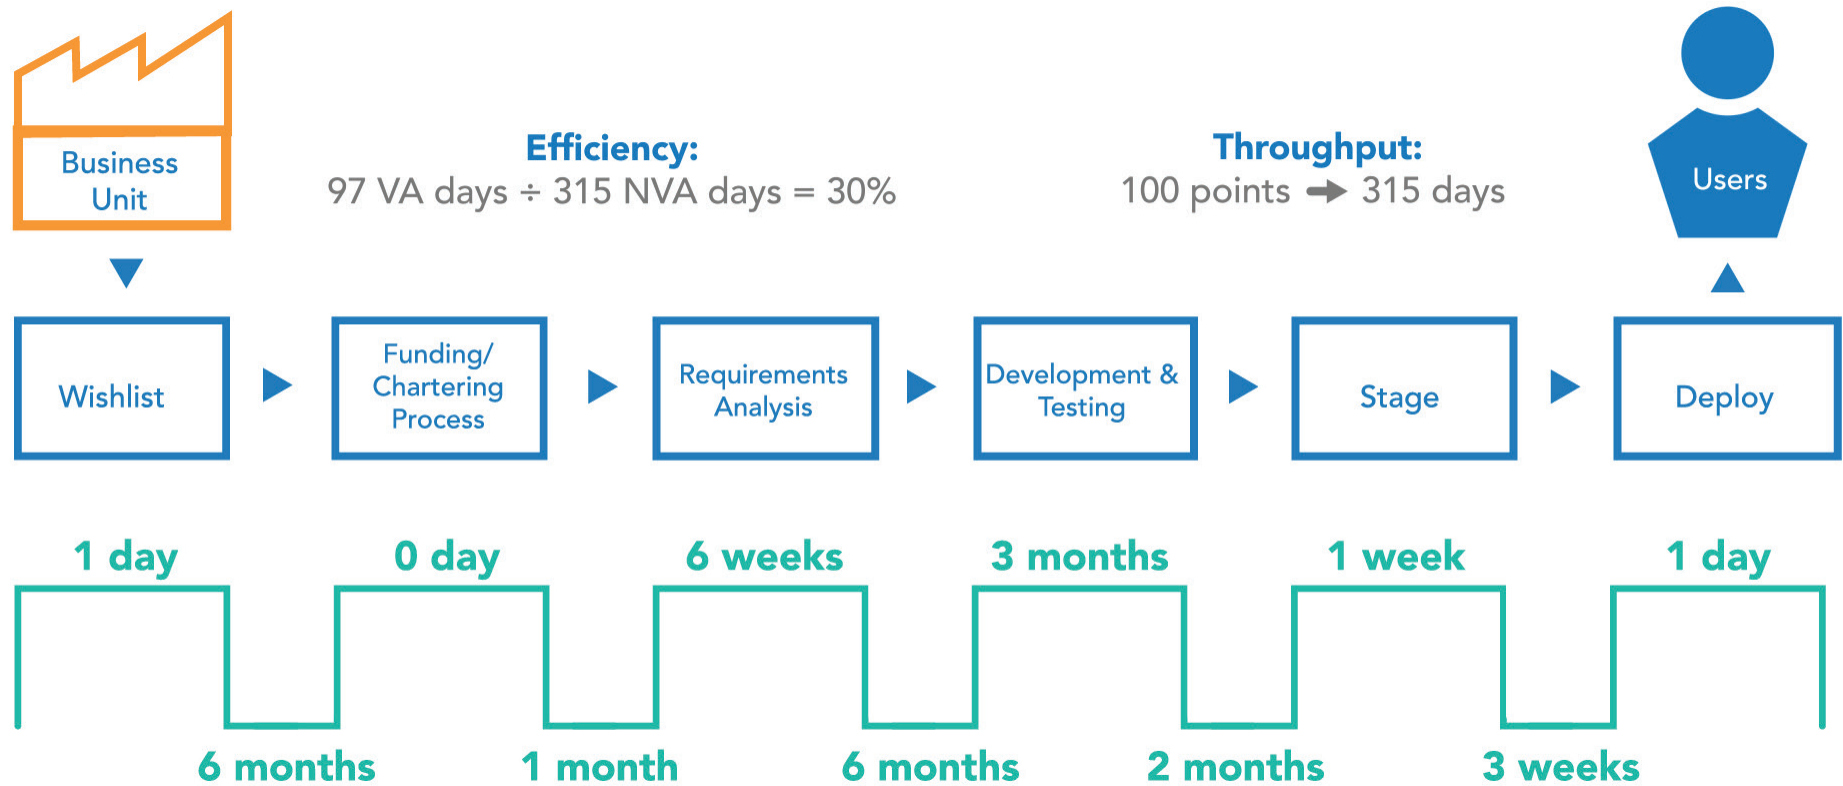 Business
Unit
Efficiency:
97 VA days ÷ 315 NVA days = 30%
Throughput:
100 points ➔ 315 days
Users
Wishlist
Funding/
Chartering
Process
Requirements
Analysis
Development &
Testing
Stage
Deploy
1 day
0 day
6 weeks
3 months
1 week
1 day
6 months
1 month
6 months
2 months
3 weeks